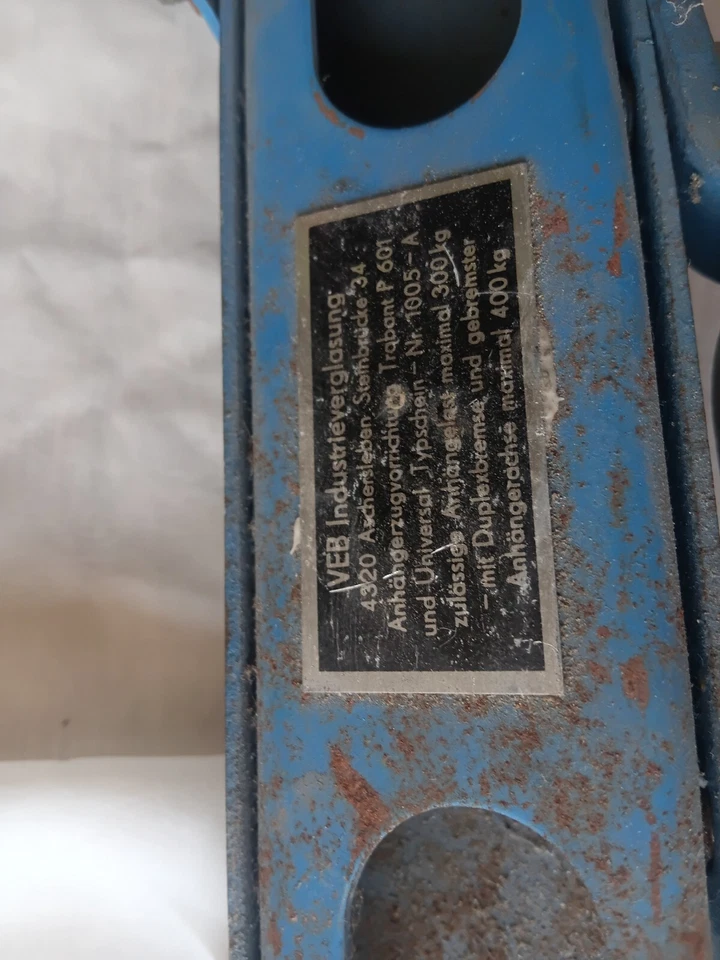 VEB Industrieverglasung
4320 Aschersleben Steinbrücke 34
Anhängerzugvorrichtung Trabant P 601
und Universal Typschein-Nr. 1005-A
zulässige Anhängelast maximal 300 kg
- mit Duplexbremse und gebremster
Anhängerachse maximal 400 kg